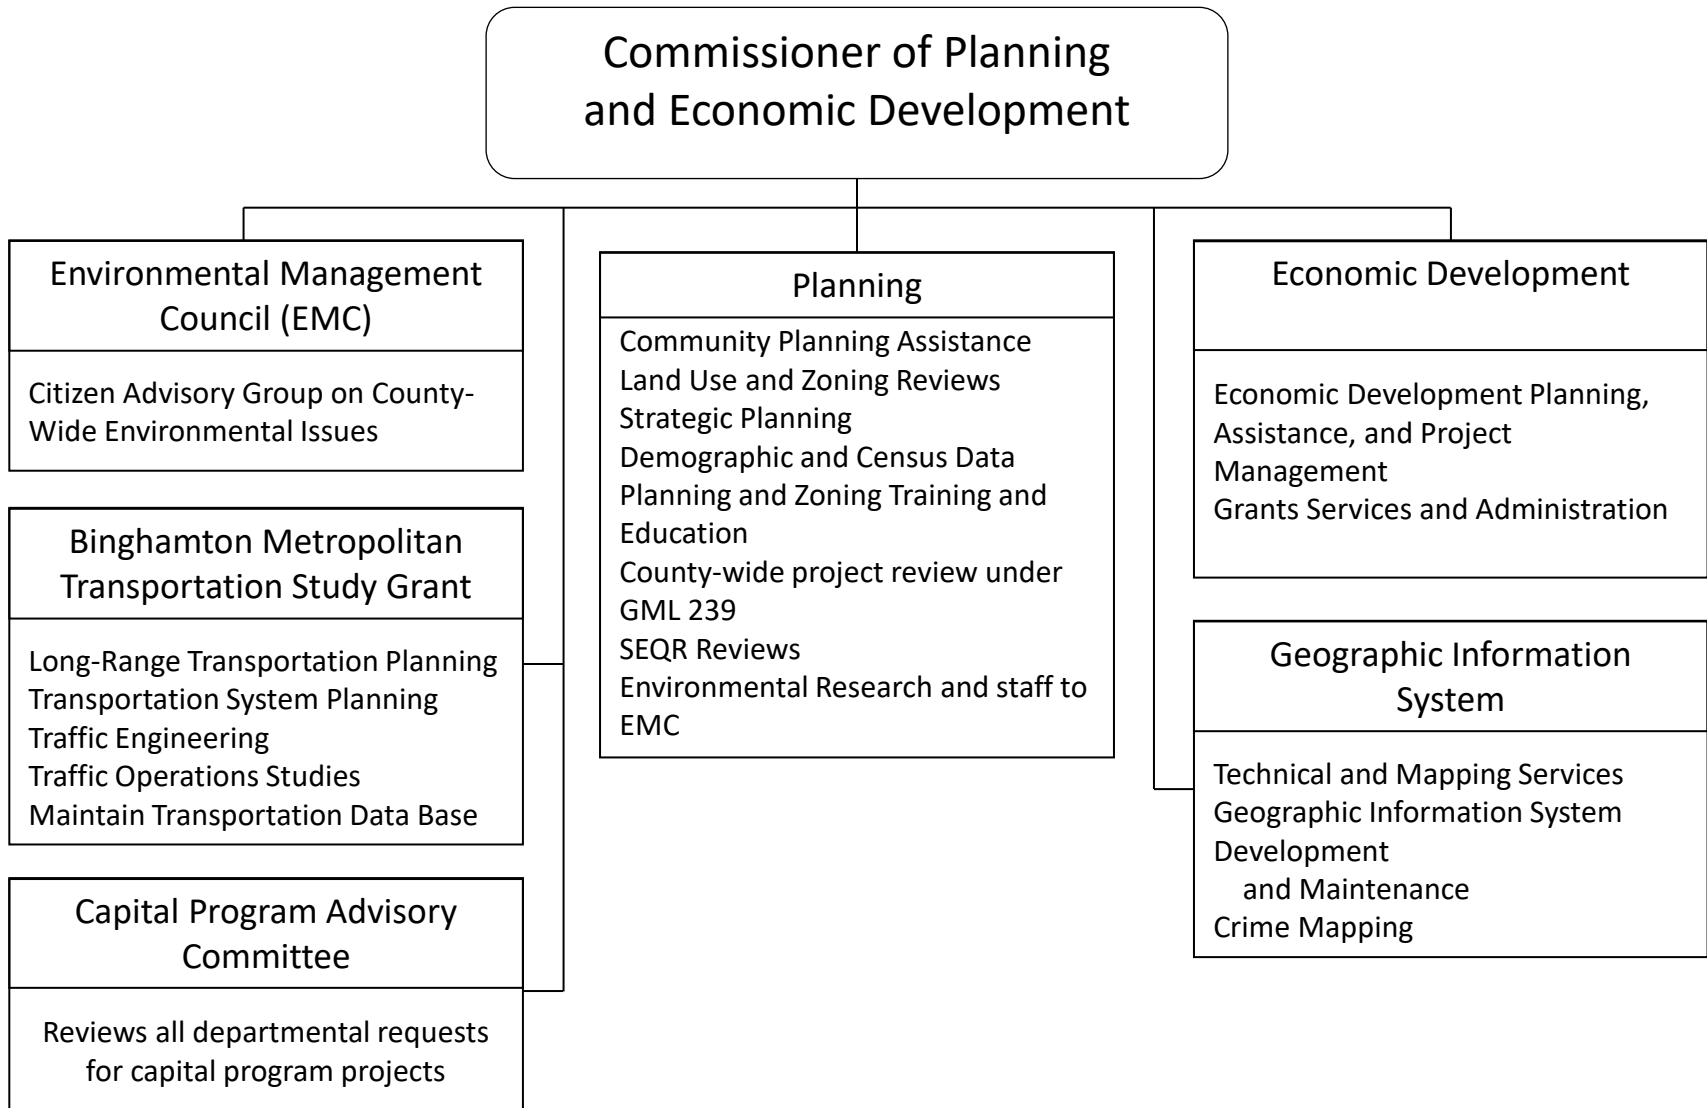 Commissioner of Planning
and Economic Development
Environmental Management
Council (EMC)
Citizen Advisory Group on County-
Wide Environmental Issues
Binghamton Metropolitan
Transportation Study Grant
Long-Range Transportation Planning
Transportation System Planning
Traffic Engineering
Traffic Operations Studies
Maintain Transportation Data Base
Capital Program Advisory
Committee
Reviews all departmental requests
for capital program projects
Planning
Community Planning Assistance
Land Use and Zoning Reviews
Strategic Planning
Demographic and Census Data
Planning and Zoning Training and
Education
County-wide project review under
GML 239
SEQR Reviews
Environmental Research and staff to
EMC
Economic Development
Economic Development Planning,
Assistance, and Project
Management
Grants Services and Administration
Geographic Information
System
Technical and Mapping Services
Geographic Information System
Development
and Maintenance
Crime Mapping